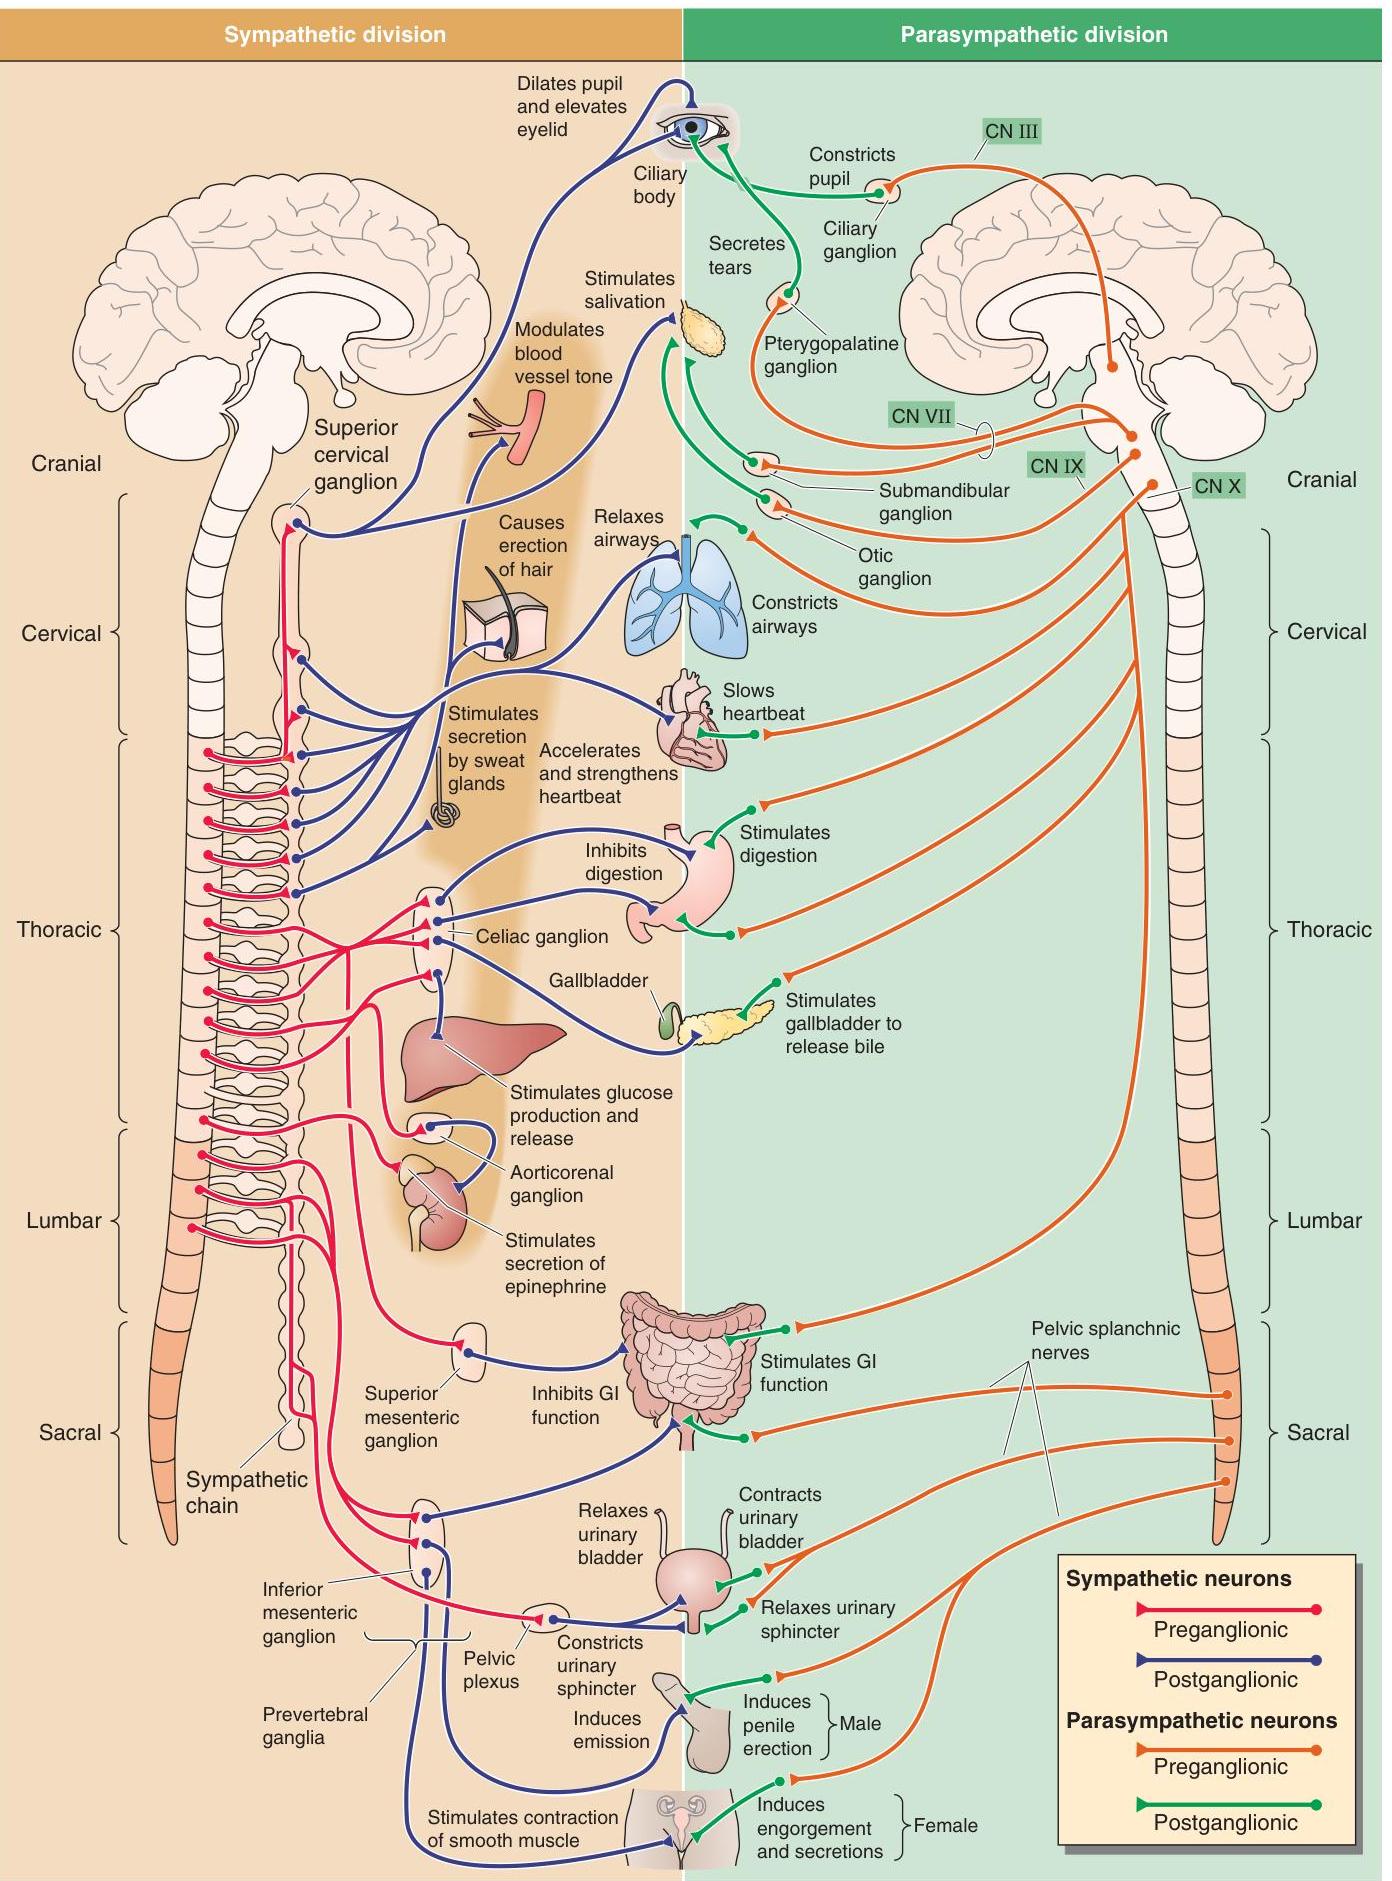 Sympathetic division
Parasympathetic division
Dilates pupil
and elevates
eyelid
Ciliary
body
CN III
Constricts
pupil
Ciliary
ganglion
Secretes
tears
Stimulates
salivation
Modulates
blood
vessel tone
Pterygopalatine
ganglion
Superior
cervical
ganglion
CN VII
Cranial
CN IX
CN X
Cranial
Submandibular
ganglion
Causes
erection
of hair
Relaxes
airways
Otic
ganglion
Constricts
airways
Cervical
Cervical
Slows
heartbeat
Stimulates
secretion
by sweat
glands
Accelerates
and strengthens
heartbeat
Stimulates
digestion
Inhibits
digestion
Thoracic
Celiac ganglion
Thoracic
Gallbladder
Stimulates
gallbladder to
release bile
Stimulates glucose
production and
release
Aorticorenal
ganglion
Lumbar
Lumbar
Stimulates
secretion of
epinephrine
Pelvic splanchnic
nerves
Stimulates GI
function
Superior
mesenteric
ganglion
Inhibits GI
function
Sacral
Sacral
Sympathetic
chain
Relaxes
urinary
bladder
Contracts
urinary
bladder
Inferior
mesenteric
ganglion
Relaxes urinary
sphincter
Pelvic
plexus
Constricts
urinary
sphincter
Prevertebral
ganglia
Induces
emission
Induces
penile
erection
Male
Stimulates contraction
of smooth muscle
Induces
engorgement
and secretions
Female
Sympathetic neurons
Preganglionic
Postganglionic
Parasympathetic neurons
Preganglionic
Postganglionic